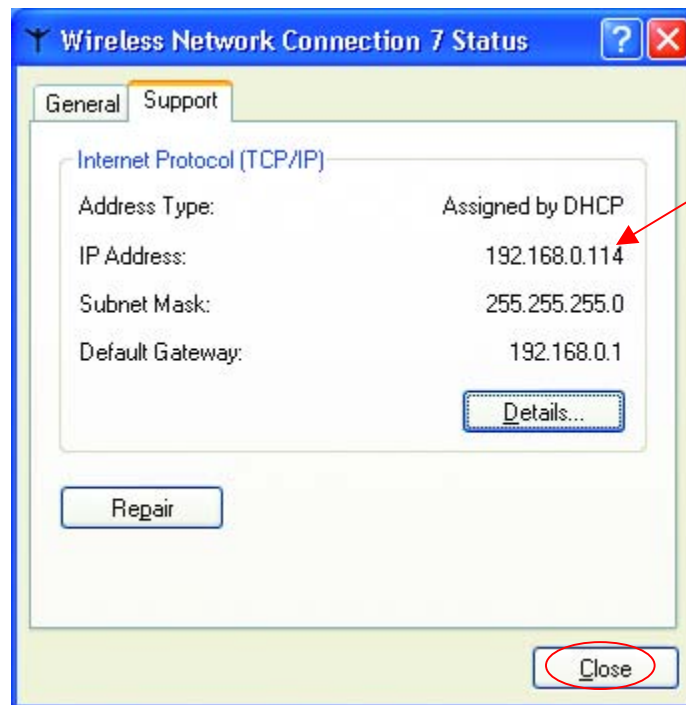 Wireless Network Connection 7 Status
General Support
Internet Protocol (TCP/IP)
Address Type: Assigned by DHCP
IP Address: 192.168.0.114
Subnet Mask: 255.255.255.0
Default Gateway: 192.168.0.1
Details...
Repair
Close